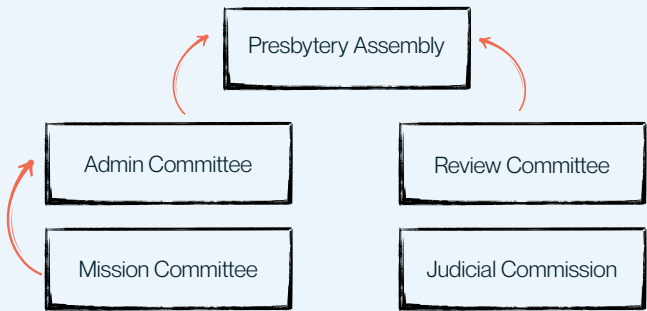 Presbytery Assembly
Admin Committee
Review Committee
Mission Committee
Judicial Commission